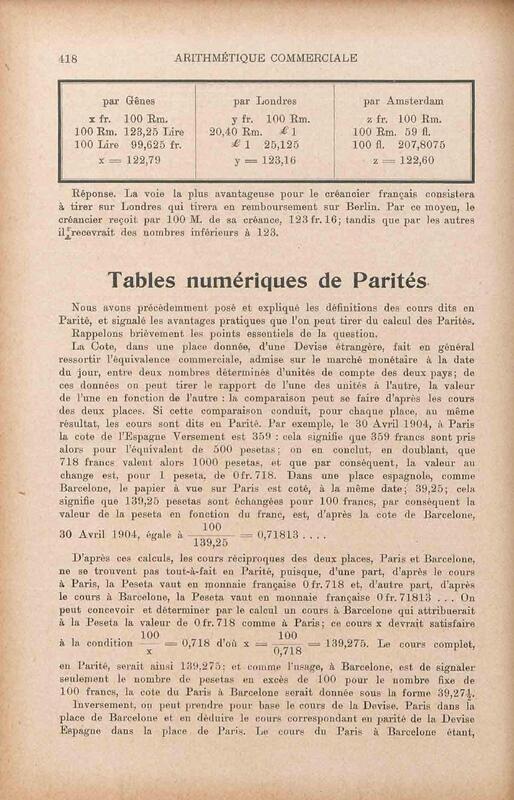 418
ARITHMÉTIQUE COMMERCIALE
par Gênes
x fr. 100 Rm.
100 Rm. 123,25 Lire
100 Lire 99,625 fr.
x = 122,79
par Londres
y fr. 100 Rm.
20,40 Rm. £ 1
£ 1 25,125
y = 123,16
par Amsterdam
z fr. 100 Rm.
100 Rm. 59 fl.
100 fl. 207,8075
z = 122,60
Réponse. La voie la plus avantageuse pour le créancier français consistera
à tirer sur Londres qui tirera en remboursement sur Berlin. Par ce moyen, le
créancier reçoit par 100 M. de sa créance, 123 fr. 16; tandis que par les autres
il recevrait des nombres inférieurs à 123.
Tables numériques de Parités
Nous avons précédemment posé et expliqué les définitions des cours dits en
Parité, et signalé les avantages pratiques que l'on peut tirer du calcul des Parités.
Rappelons brièvement les points essentiels de la question.
La Cote, dans une place donnée, d'une Devise étrangère, fait en général
ressortir l'équivalence commerciale, admise sur le marché monétaire à la date
du jour, entre deux nombres déterminés d'unités de compte des deux pays; de
ces données on peut tirer le rapport de l'une des unités à l'autre, la valeur
de l'une en fonction de l'autre : la comparaison peut se faire d'après les cours
des deux places. Si cette comparaison conduit, pour chaque place, au même
résultat, les cours sont dits en Parité. Par exemple, le 30 Avril 1904, à Paris
la cote de l'Espagne Versement est 359 : cela signifie que 359 francs sont pris
alors pour l'équivalent de 500 pesetas; on en conclut, en doublant, que
718 francs valent alors 1000 pesetas, et que par conséquent, la valeur au
change est, pour 1 peseta, de 0 fr. 718. Dans une place espagnole, comme
Barcelone, le papier à vue sur Paris est coté, à la même date; 39,25; cela
signifie que 139,25 pesetas sont échangées pour 100 francs, par conséquent la
valeur de la peseta en fonction du franc, est, d'après la cote de Barcelone,
30 Avril 1904, égale à 100/139,25 = 0,71813 . . . .
D'après ces calculs, les cours réciproques des deux places, Paris et Barcelone,
ne se trouvent pas tout-à-fait en Parité, puisque, d'une part, d'après le cours
à Paris, la Peseta vaut en monnaie française 0 fr. 718 et, d'autre part, d'après
le cours à Barcelone, la Peseta vaut en monnaie française 0 fr. 71813 . . . On
peut concevoir et déterminer par le calcul un cours à Barcelone qui attribuerait
à la Peseta la valeur de 0 fr. 718 comme à Paris; ce cours x devrait satisfaire
à la condition 100/x = 0,718 d'où x = 100/0,718 = 139,275. Le cours complet,
en Parité, serait ainsi 139,275; et comme l'usage, à Barcelone, est de signaler
seulement le nombre de pesetas en excés de 100 pour le nombre fixe de
100 francs, la cote du Paris à Barcelone serait donnée sous la forme 39,27½.
Inversement, on peut prendre pour base le cours de la Devise. Paris dans la
place de Barcelone et en déduire le cours correspondant en parité de la Devise
Espagne dans la place de Paris. Le cours du Paris à Barcelone étant,